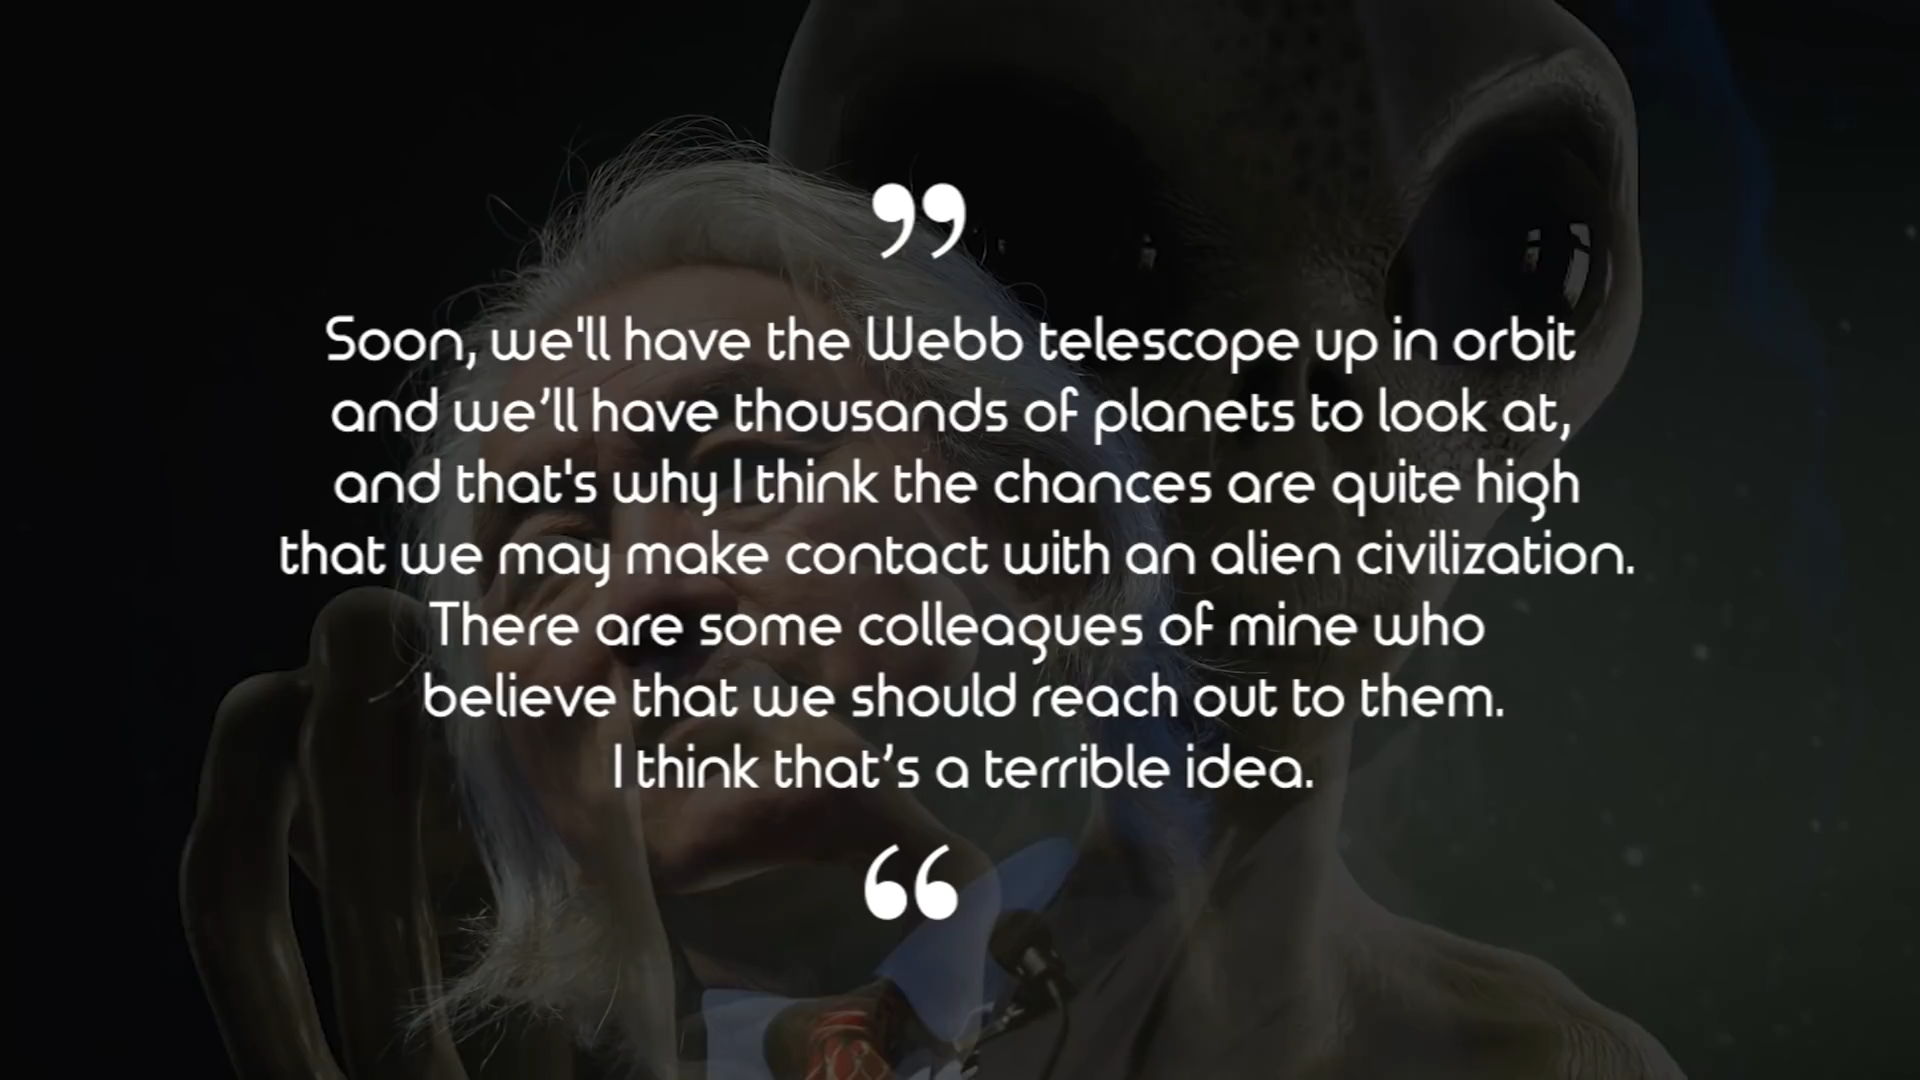 ”
Soon, we'll have the Webb telescope up in orbit
and we’ll have thousands of planets to look at,
and that's why I think the chances are quite high
that we may make contact with an alien civilization.
There are some colleagues of mine who
believe that we should reach out to them.
I think that’s a terrible idea.
“